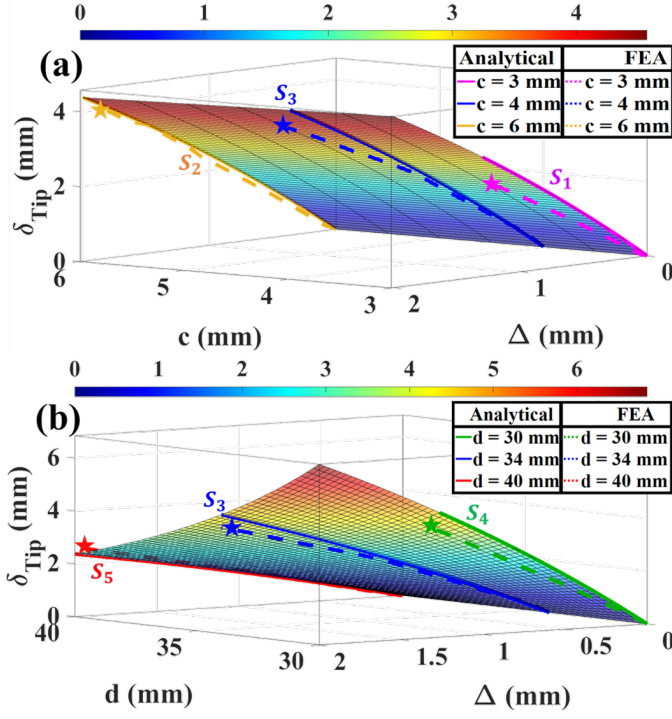 0 1 2 3 4
(a)
Analytical FEA
c = 3 mm c = 3 mm
c = 4 mm c = 4 mm
c = 6 mm c = 6 mm
S3
S2
S1
δTip (mm)
4
2
0
6 5 4 3
2 1 0
c (mm)
Δ (mm)
0 1 2 3 4 5 6
(b)
Analytical FEA
d = 30 mm d = 30 mm
d = 34 mm d = 34 mm
d = 40 mm d = 40 mm
S3
S4
S5
δTip (mm)
6
4
2
0
40 35 30
2 1.5 1 0.5 0
d (mm)
Δ (mm)